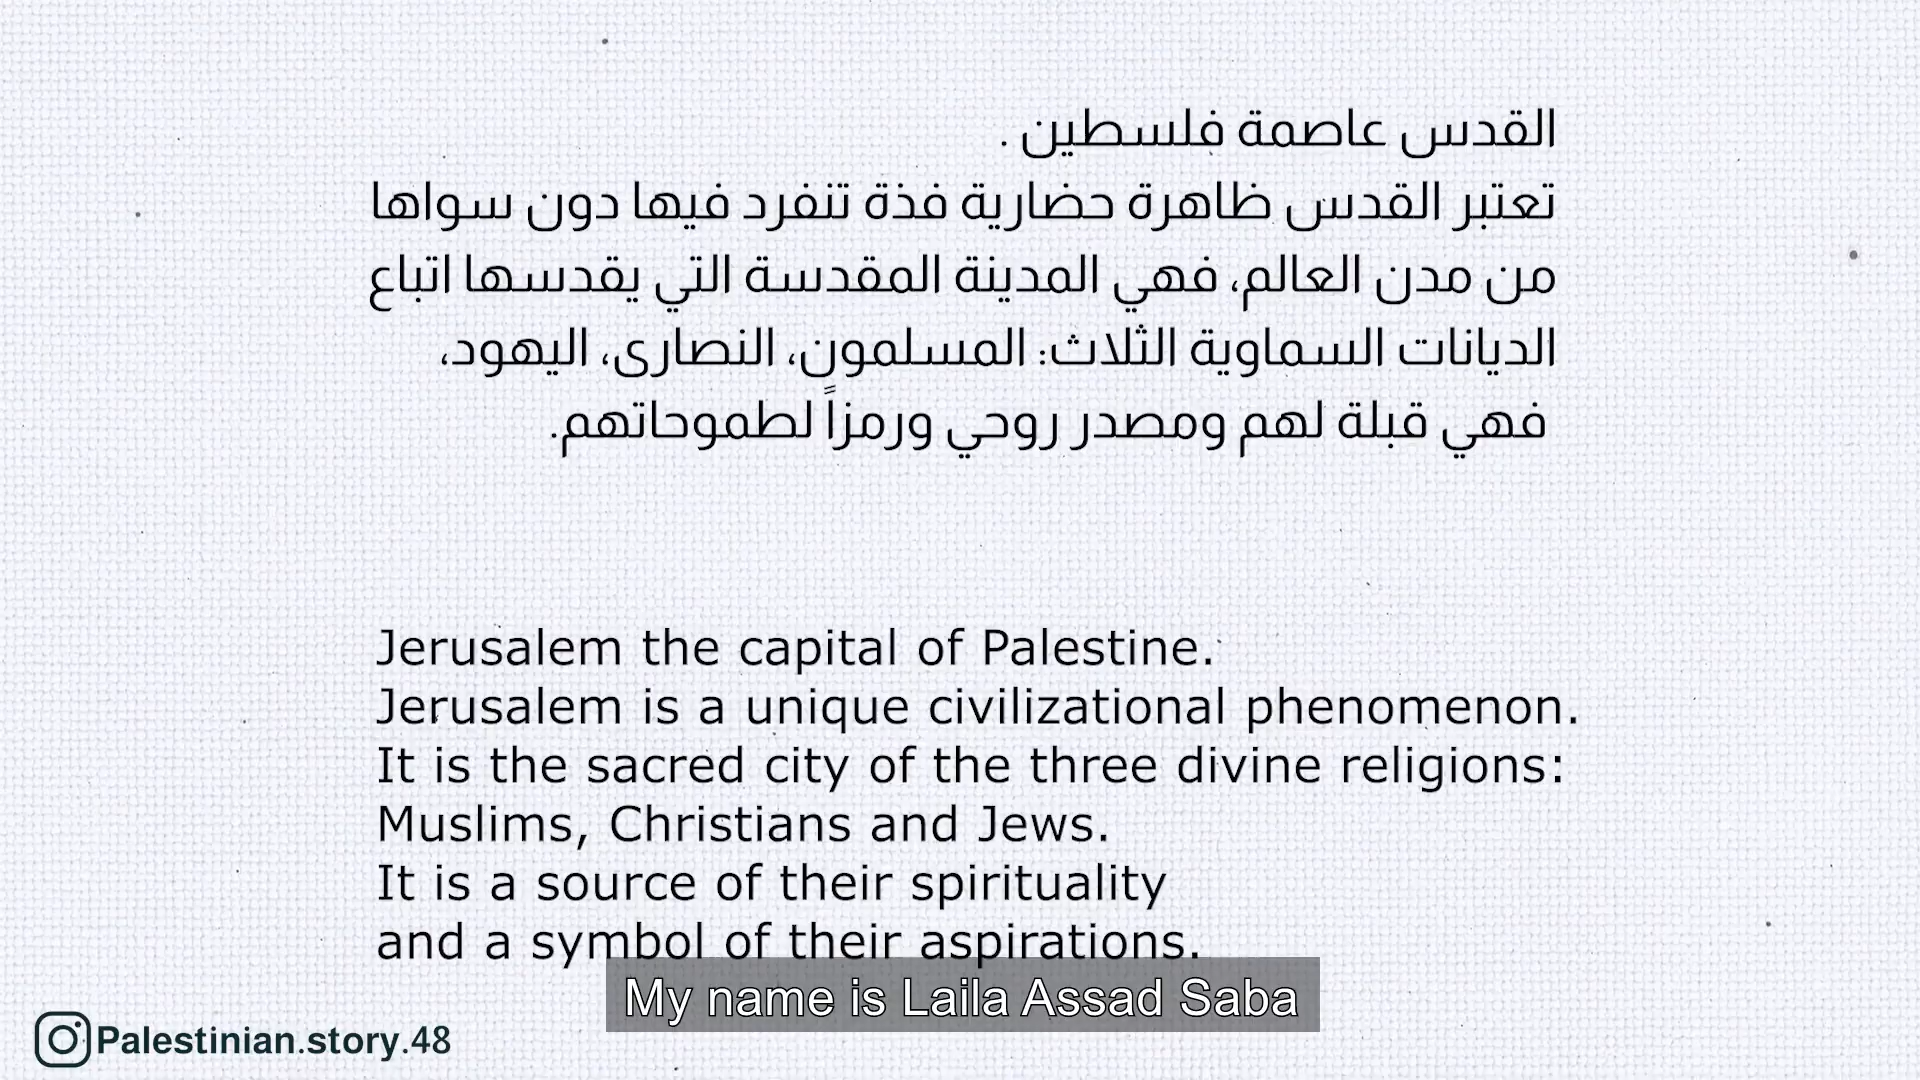 القدس عاصمة فلسطين .
تعتبر القدس ظاهرة حضارية فذة تنفرد فيها دون سواها
من مدن العالم، فهي المدينة المقدسة التي يقدسها اتباع
الديانات السماوية الثلاث: المسلمون، النصارى، اليهود،
فهي قبلة لهم ومصدر روحي ورمزاً لطموحاتهم.
Jerusalem the capital of Palestine.
Jerusalem is a unique civilizational phenomenon.
It is the sacred city of the three divine religions:
Muslims, Christians and Jews.
It is a source of their spirituality
and a symbol of their aspirations.
My name is Laila Assad Saba
Palestinian.story.48